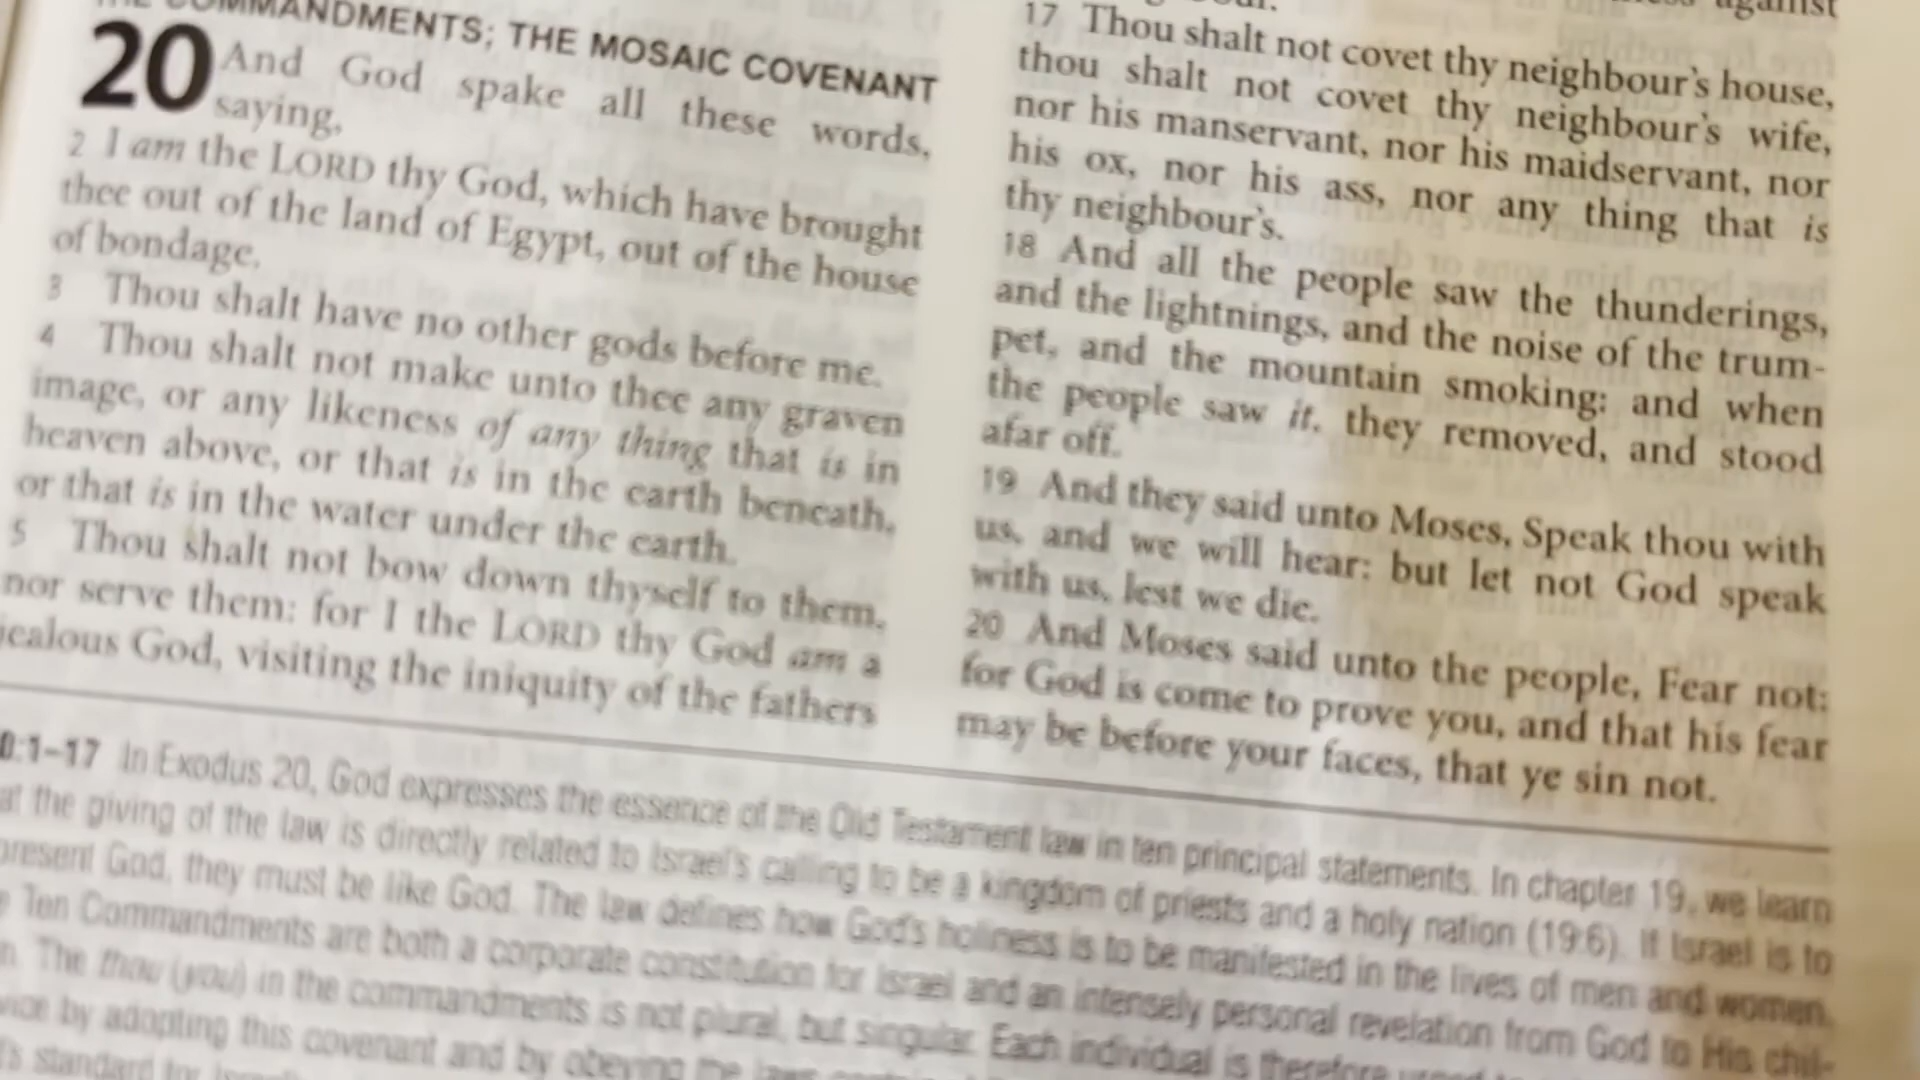 COMMANDMENTS; THE MOSAIC COVENANT
20 And God spake all these words,
saying,
2 I am the LORD thy God, which have brought
thee out of the land of Egypt, out of the house
of bondage.
3 Thou shalt have no other gods before me.
4 Thou shalt not make unto thee any graven
image, or any likeness of any thing that is in
heaven above, or that is in the earth beneath,
or that is in the water under the earth.
5 Thou shalt not bow down thyself to them,
nor serve them: for I the LORD thy God am a
jealous God, visiting the iniquity of the fathers
against
17 Thou shalt not covet thy neighbour's house,
thou shalt not covet thy neighbour's wife,
nor his manservant, nor his maidservant, nor
his ox, nor his ass, nor any thing that is
thy neighbour's.
18 And all the people saw the thunderings,
and the lightnings, and the noise of the trum-
pet, and the mountain smoking: and when
the people saw it, they removed, and stood
afar off.
19 And they said unto Moses, Speak thou with
us, and we will hear: but let not God speak
with us, lest we die.
20 And Moses said unto the people, Fear not:
for God is come to prove you, and that his fear
may be before your faces, that ye sin not.
0:1–17 In Exodus 20, God expresses the essence of the Old Testament law in ten principal statements. In chapter 19, we learn
at the giving of the law is directly related to Israel's calling to be a kingdom of priests and a holy nation (19:6). If Israel is to
present God, they must be like God. The law defines how God's holiness is to be manifested in the lives of men and women.
Ten Commandments are both a corporate constitution for Israel and an intensely personal revelation from God to His chil-
The thou (you) in the commandments is not plural, but singular. Each individual is therefore
by adopting this covenant and by obeying the laws
standard for